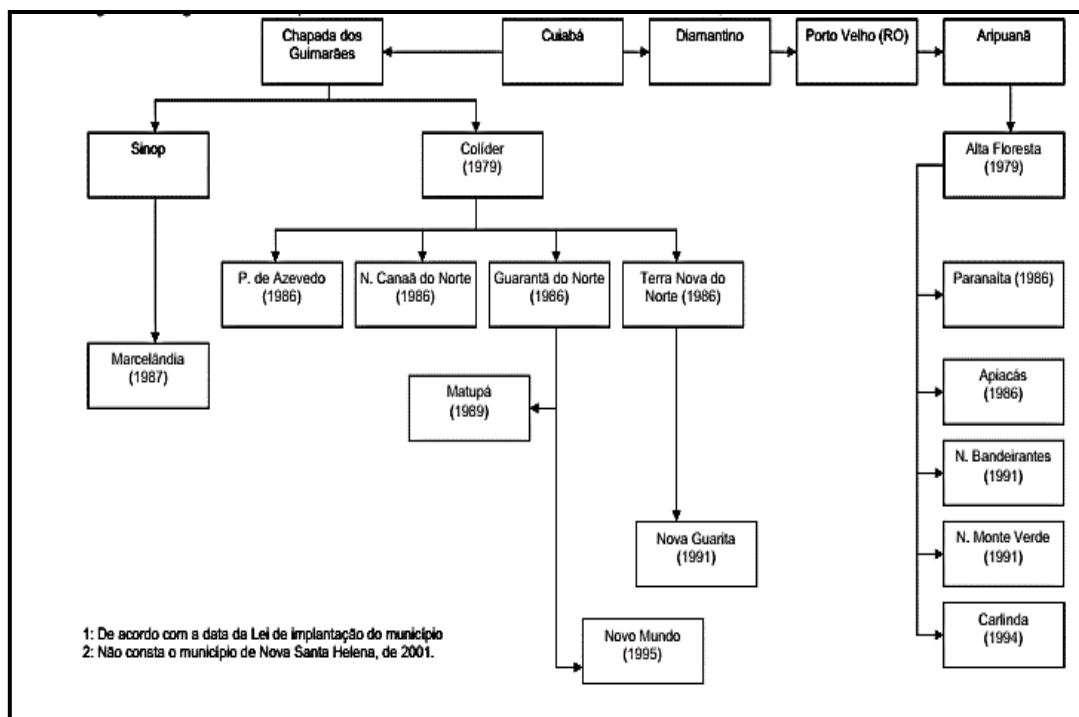 Chapada dos
Guimarães
Cuiabá
Diamantino
Porto Velho (RO)
Aripuanã
Sinop
Colíder
(1979)
Alta Floresta
(1979)
P. de Azevedo
(1986)
N. Canaã do Norte
(1986)
Guarantã do Norte
(1986)
Terra Nova do
Norte (1986)
Paranaíta (1986)
Marcelândia
(1987)
Matupá
(1989)
Apiacás
(1986)
N. Bandeirantes
(1991)
Nova Guarita
(1991)
N. Monte Verde
(1991)
Novo Mundo
(1995)
Carlinda
(1994)
1: De acordo com a data da Lei de implantação do município
2: Não consta o município de Nova Santa Helena, de 2001.